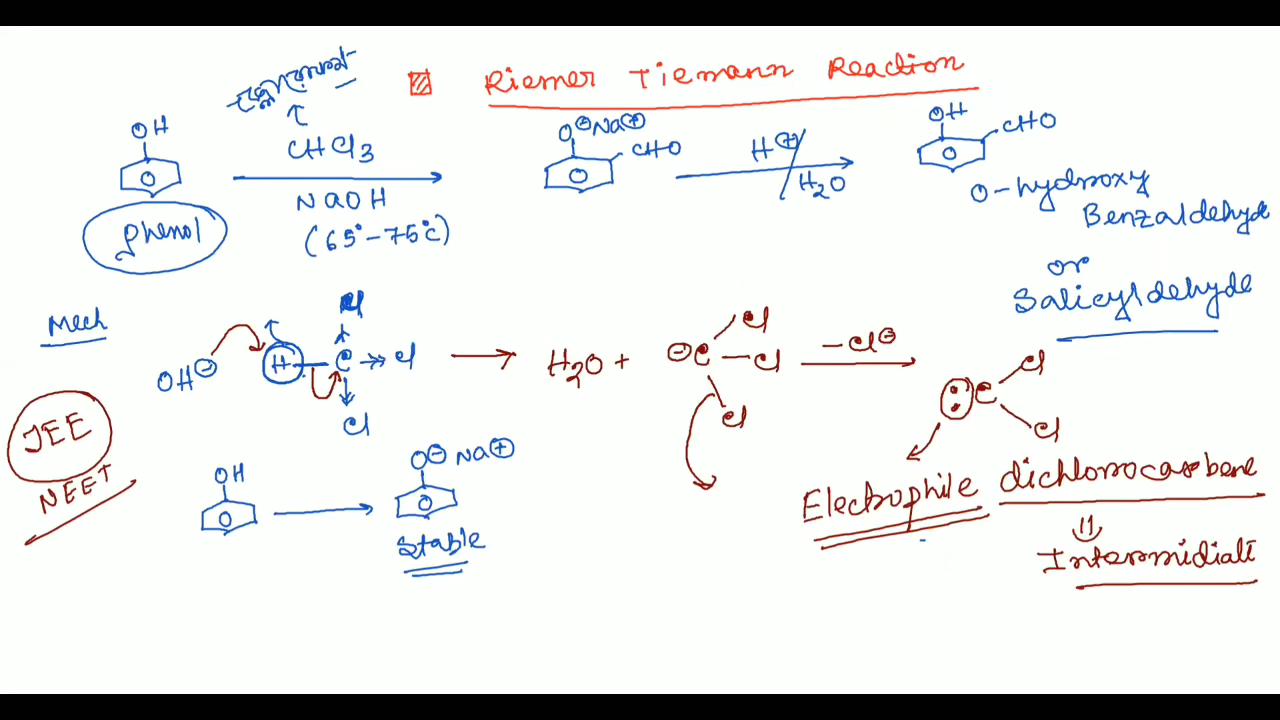 Riemer Tiemann Reaction
ক্লোরোফর্ম
OH
CHCl3
NaOH
(65°-75°c)
phenol
O⊖Na⊕
CHO
H⊕/H2O
OH
CHO
O-hydroxy
Benzaldehyde
or
Salicyldehyde
Mech
OH⊖
H-C
Cl
Cl
Cl
H2O + ⊖C
Cl
Cl
Cl
-Cl⊖
:C
Cl
Cl
Electrophile
dichlorocarbene
Intermidiate
JEE
NEET
OH
O⊖ Na⊕
Stable